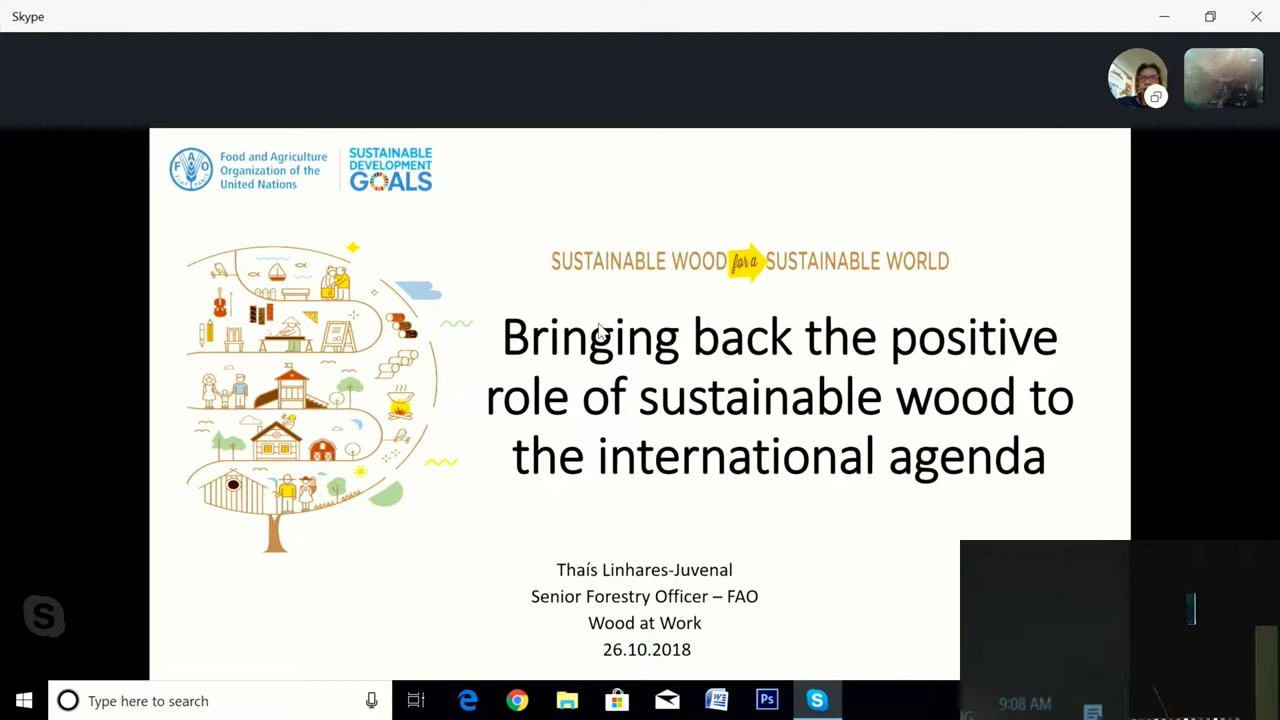 Skype
Food and Agriculture
Organization of the
United Nations
SUSTAINABLE
DEVELOPMENT
GOALS
F A O
FIAT PANIS
SUSTAINABLE WOOD for a SUSTAINABLE WORLD
Bringing back the positive
role of sustainable wood to
the international agenda
Thaís Linhares-Juvenal
Senior Forestry Officer – FAO
Wood at Work
26.10.2018
Type here to search
9:08 AM